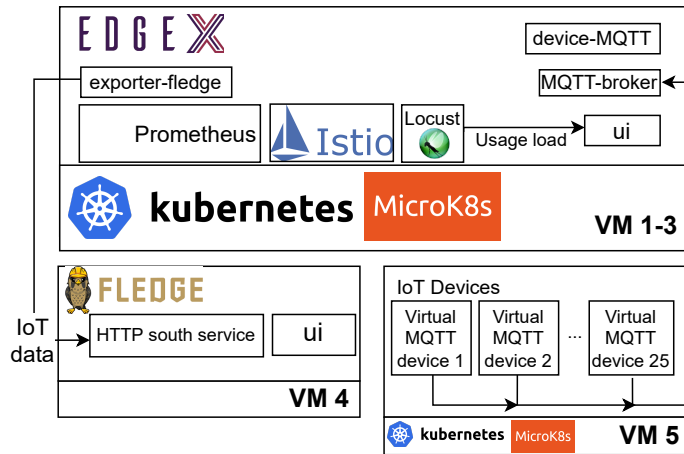 EDGE X
device-MQTT
exporter-fledge
MQTT-broker
Prometheus
Istio
Locust
Usage load
ui
kubernetes
MicroK8s
VM 1-3
FLEDGE
IoT
data
HTTP south service
ui
VM 4
IoT Devices
Virtual
MQTT
device 1
Virtual
MQTT
device 2
...
Virtual
MQTT
device 25
kubernetes
MicroK8s
VM 5